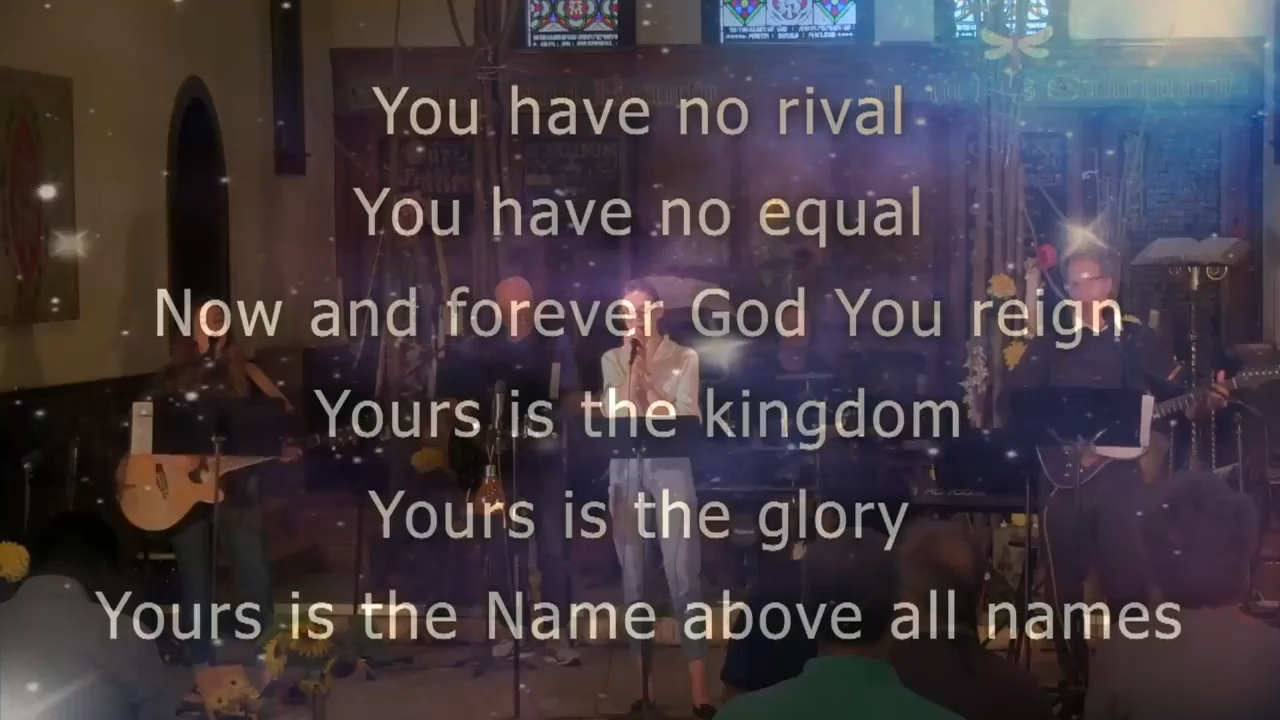 You have no rival
You have no equal
Now and forever God You reign
Yours is the kingdom
Yours is the glory
Yours is the Name above all names